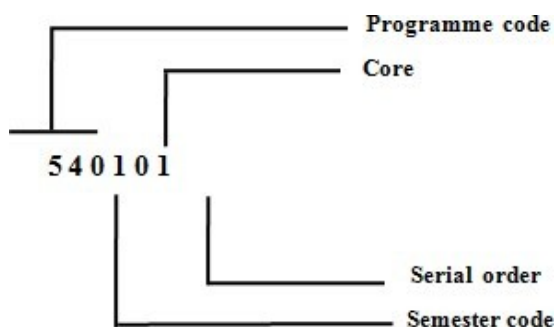 Programme code
Core
540101
Serial order
Semester code